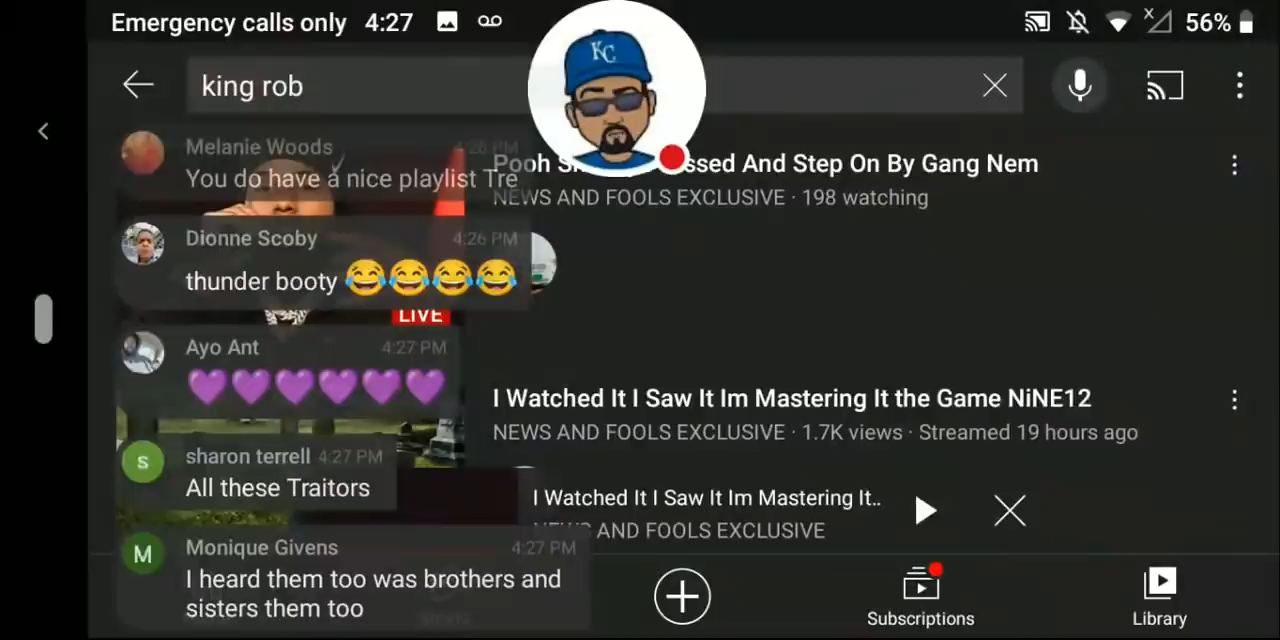 Emergency calls only 4:27 56%
king rob
KC
Melanie Woods 4:26 PM
You do have a nice playlist Tre
Pooh ssed And Step On By Gang Nem
NEWS AND FOOLS EXCLUSIVE · 198 watching
Dionne Scoby 4:26 PM
thunder booty 😂😂😂😂
LIVE
Ayo Ant 4:27 PM
💜💜💜💜💜💜
I Watched It I Saw It Im Mastering It the Game NiNE12
NEWS AND FOOLS EXCLUSIVE · 1.7K views · Streamed 19 hours ago
s
sharon terrell 4:27 PM
All these Traitors
I Watched It I Saw It Im Mastering It..
NEWS AND FOOLS EXCLUSIVE
M
Monique Givens 4:27 PM
I heard them too was brothers and
sisters them too
Subscriptions
Library